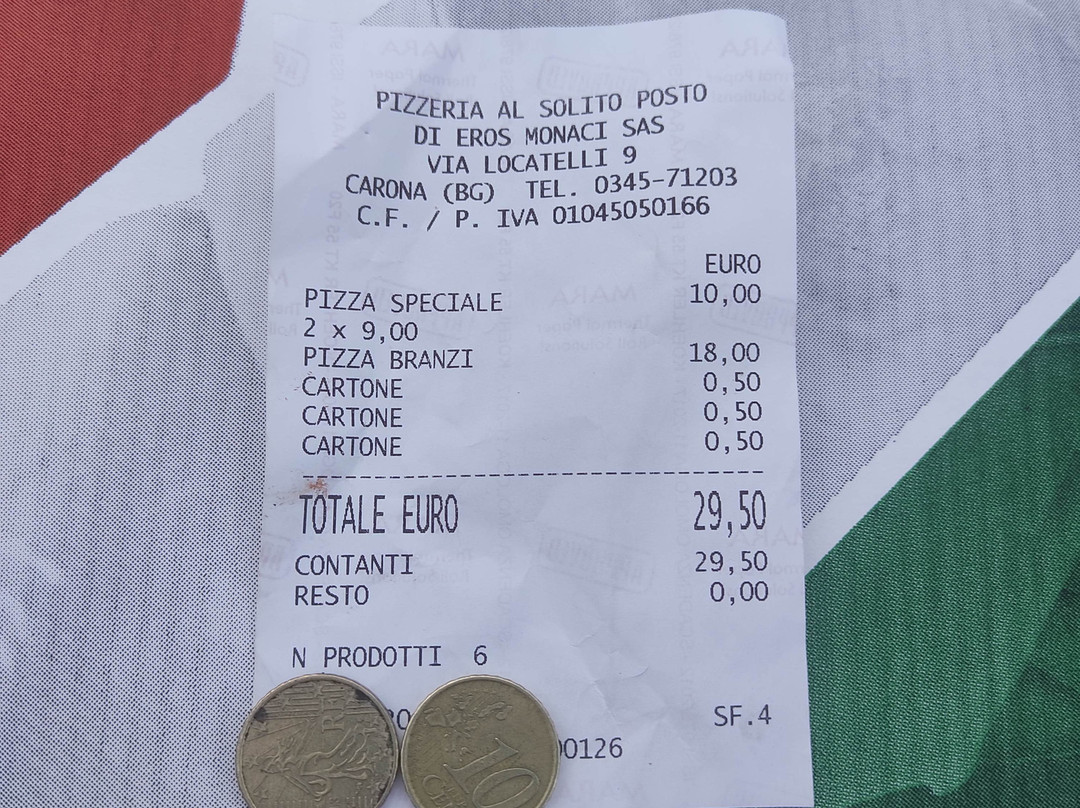 PIZZERIA AL SOLITO POSTO
DI EROS MONACI SAS
VIA LOCATELLI 9
CARONA (BG) TEL. 0345-71203
C.F. / P. IVA 01045050166
EURO
PIZZA SPECIALE 10,00
2 x 9,00
PIZZA BRANZI 18,00
CARTONE 0,50
CARTONE 0,50
CARTONE 0,50
TOTALE EURO 29,50
CONTANTI 29,50
RESTO 0,00
N PRODOTTI 6
SF.4
00126
10